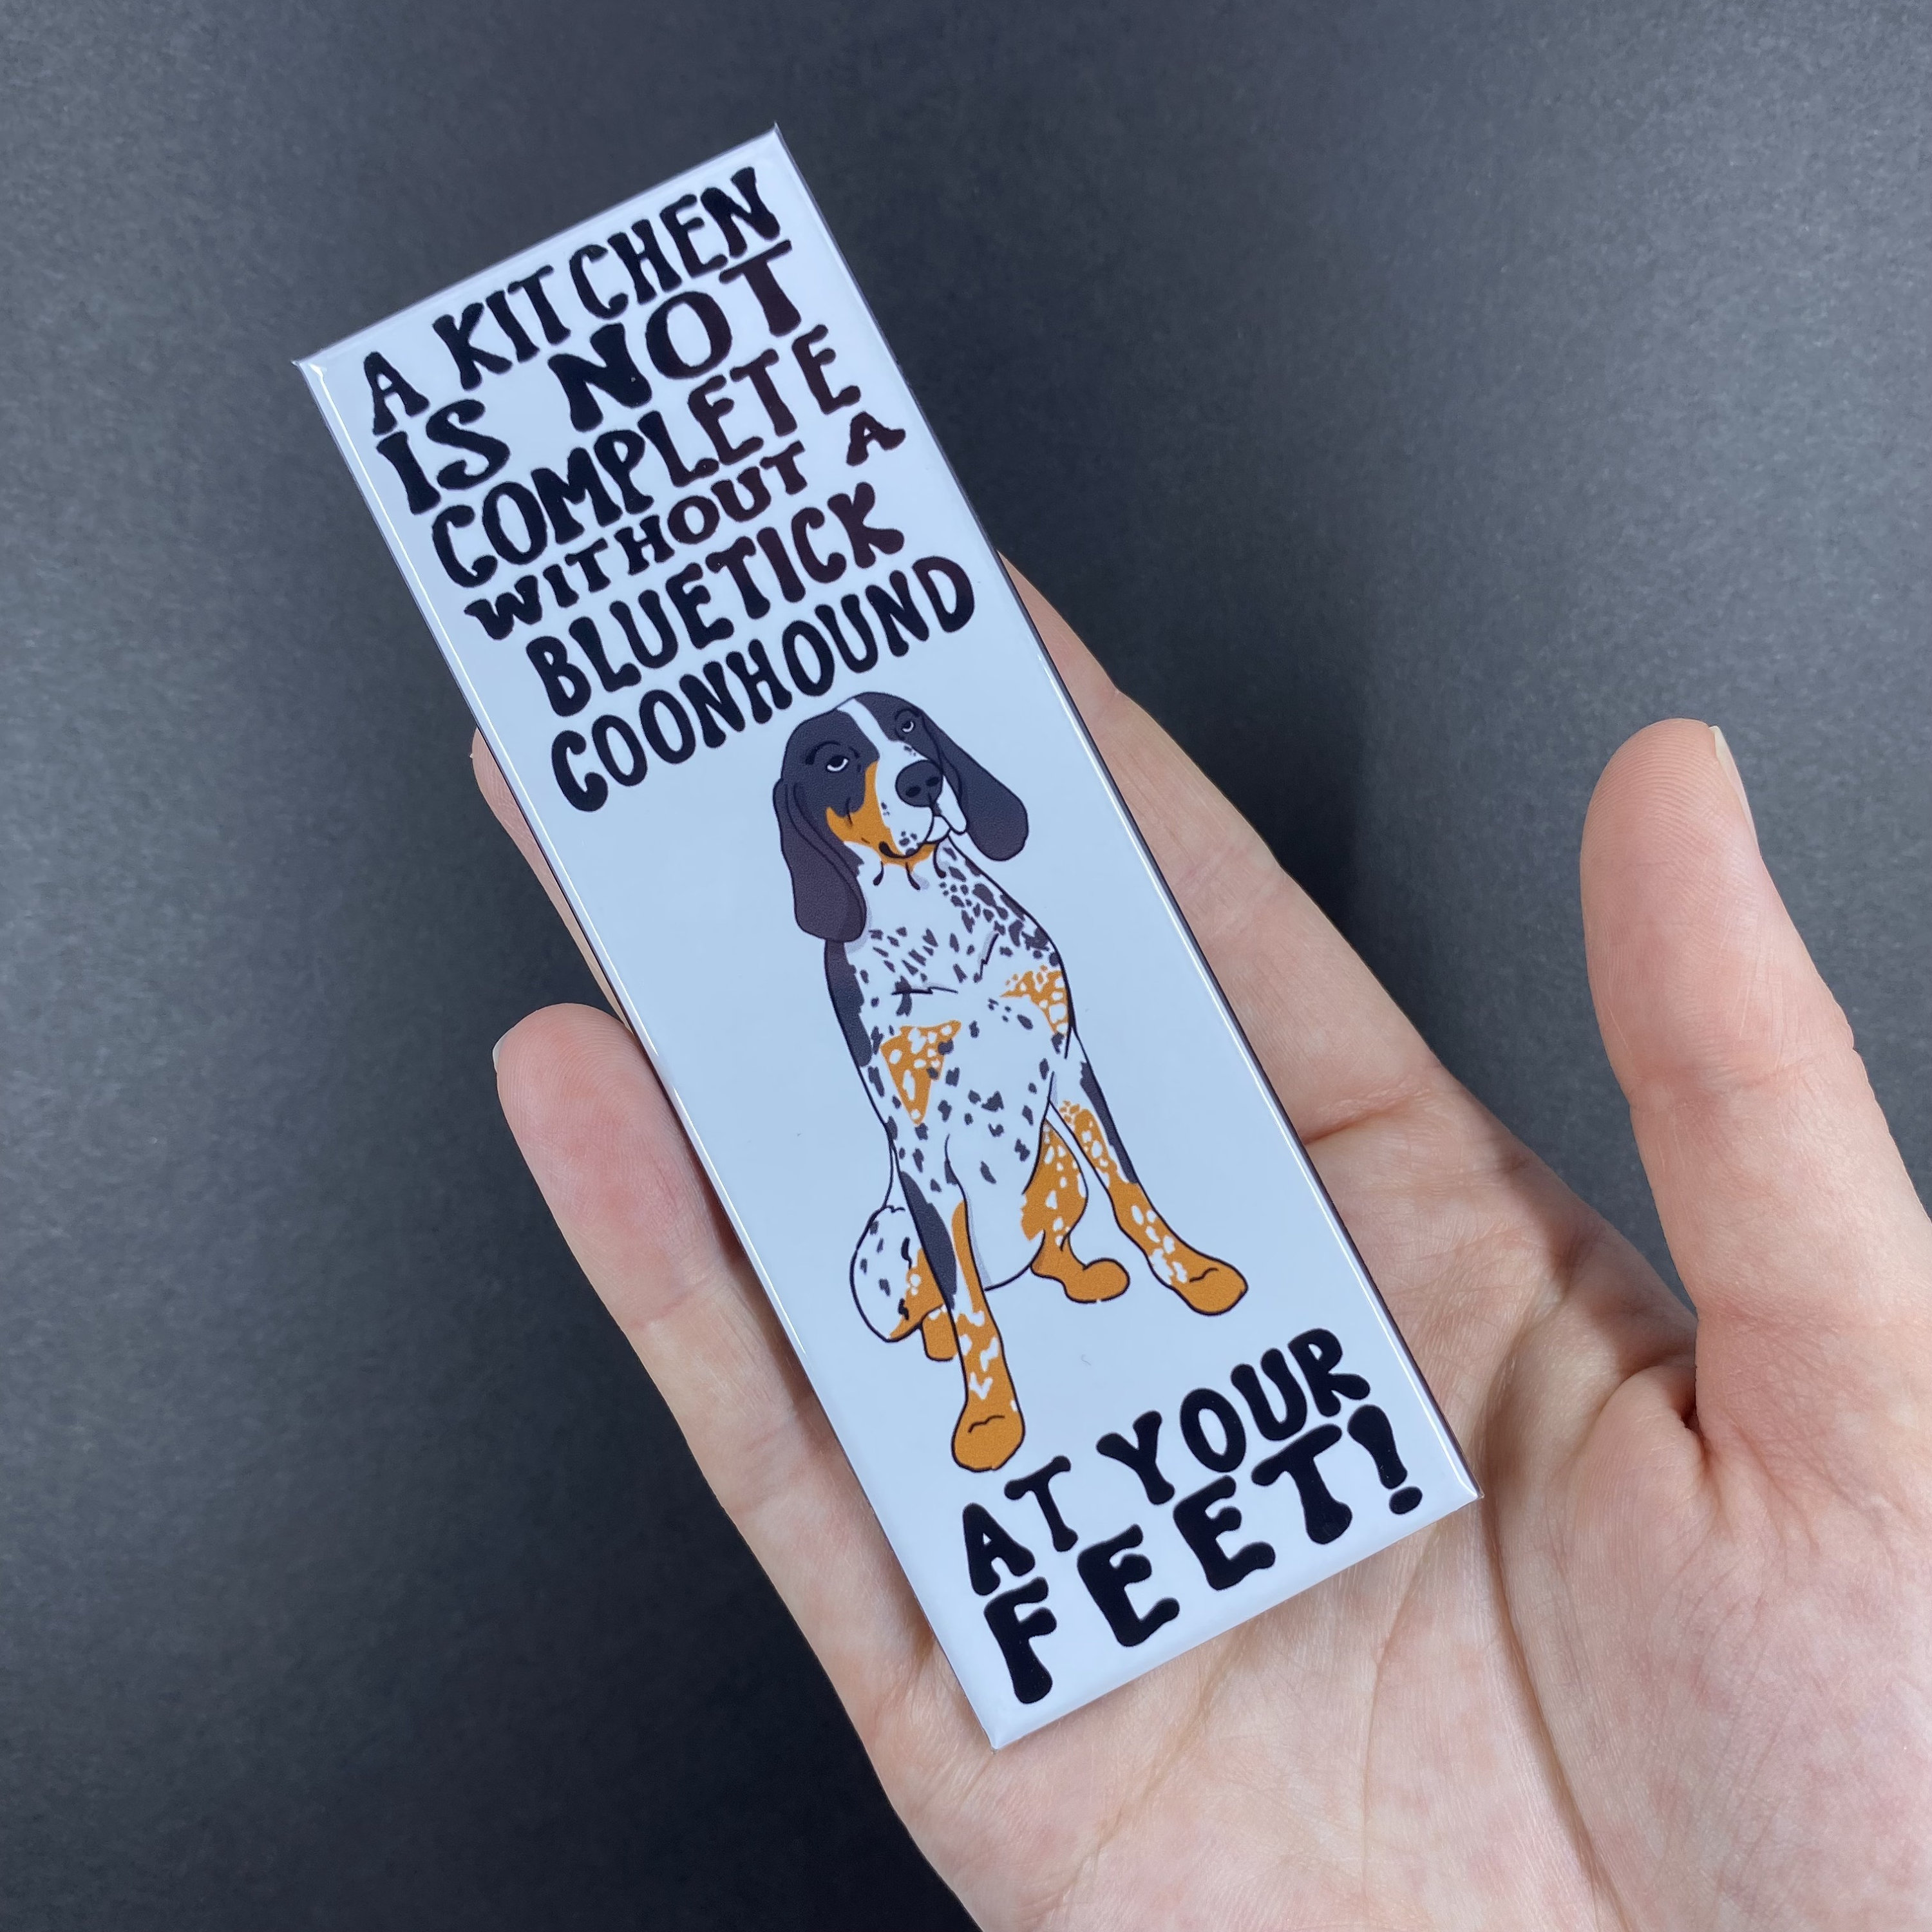 A KITCHEN
IS NOT
COMPLETE
WITHOUT A
BLUETICK
COONHOUND
AT YOUR
FEET!